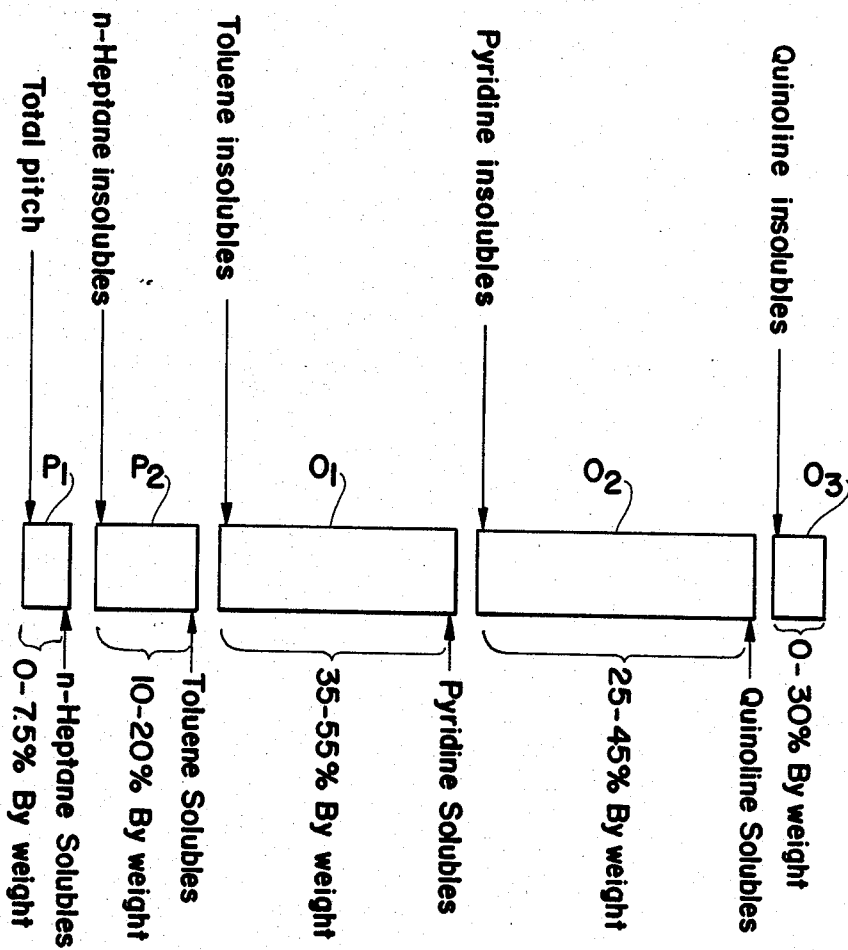 Quinoline insolubles
O3
0-30% By weight
Quinoline Solubles
Pyridine insolubles
O2
25-45% By weight
Pyridine Solubles
Toluene insolubles
O1
35-55% By weight
Toluene Solubles
n-Heptane insolubles
P2
10-20% By weight
n-Heptane Solubles
Total pitch
P1
0-7.5% By weight